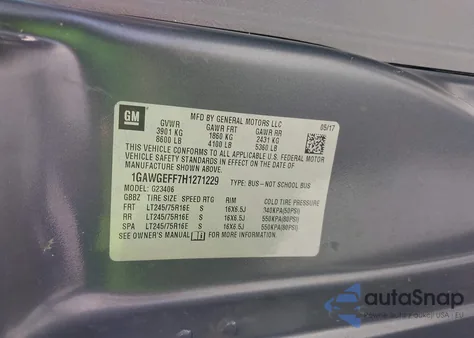 GM
MFD BY GENERAL MOTORS LLC
05/17
GVWR GAWR FRT GAWR RR
3901 KG 1860 KG 2431 KG
8600 LB 4100 LB 5360 LB
THIS VEHICLE CONFORMS TO ALL APPLICABLE U.S. FEDERAL MOTOR
VEHICLE SAFETY STANDARDS IN EFFECT ON THE DATE OF
MANUFACTURE SHOWN ABOVE.
1GAWGEFF7H1271229 TYPE: BUS–NOT SCHOOL BUS
MODEL: G23406
GBBZ TIRE SIZE SPEED RTG RIM COLD TIRE PRESSURE
FRT LT245/75R16E S 16X6.5J 340KPA(50PSI)
RR LT245/75R16E S 16X6.5J 550KPA(80PSI)
SPA LT245/75R16E S 16X6.5J 550KPA(80PSI)
SEE OWNER'S MANUAL FOR MORE INFORMATION.
autoSnap